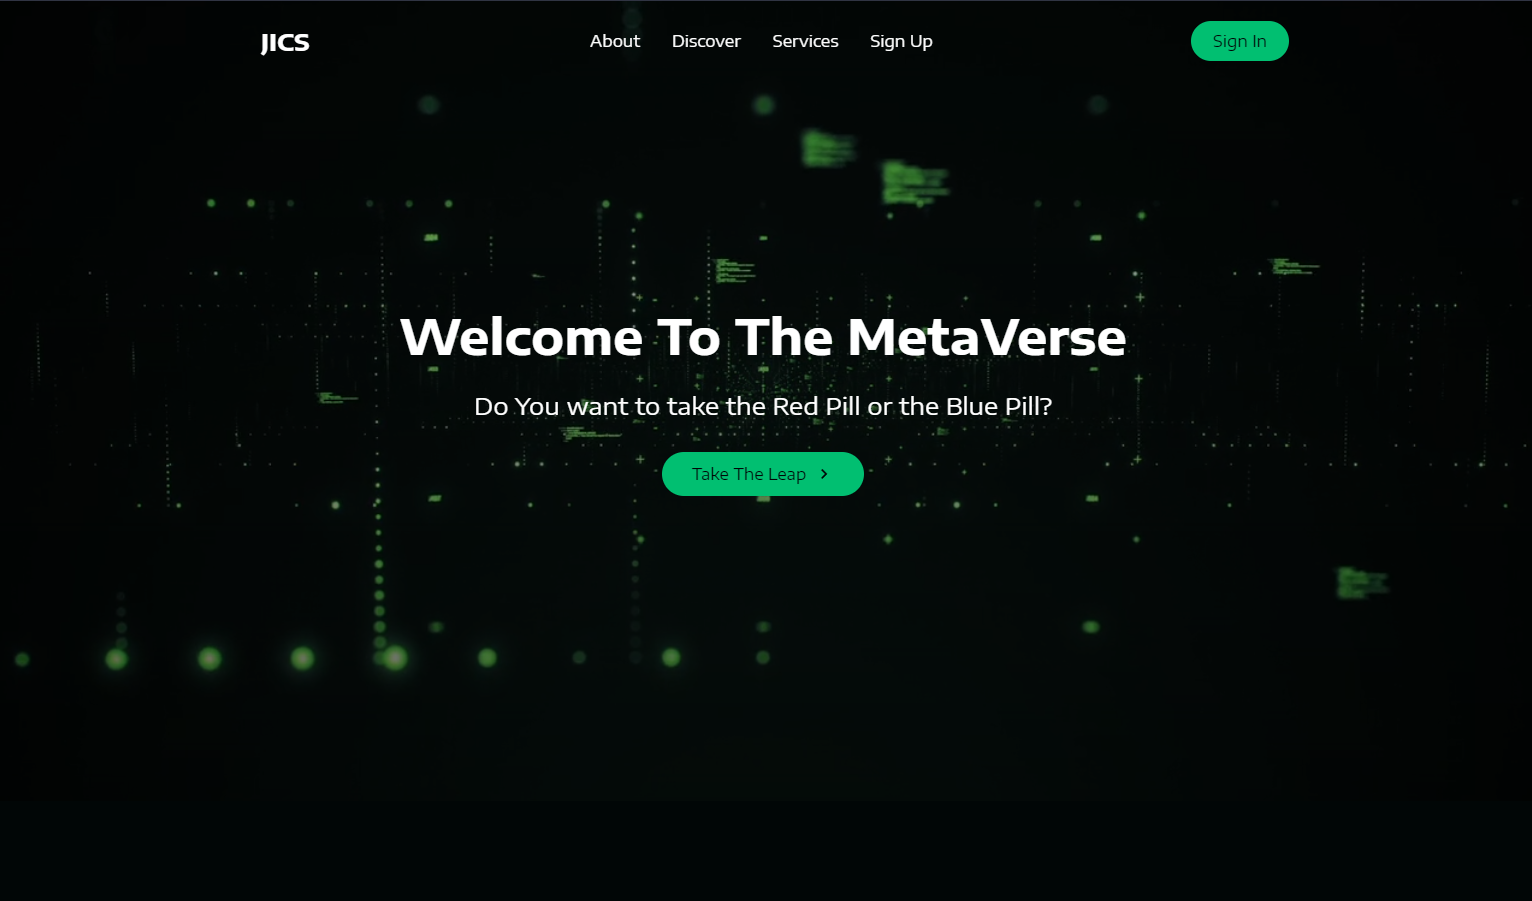 JICS
About
Discover
Services
Sign Up
Sign In
Welcome To The MetaVerse
Do You want to take the Red Pill or the Blue Pill?
Take The Leap